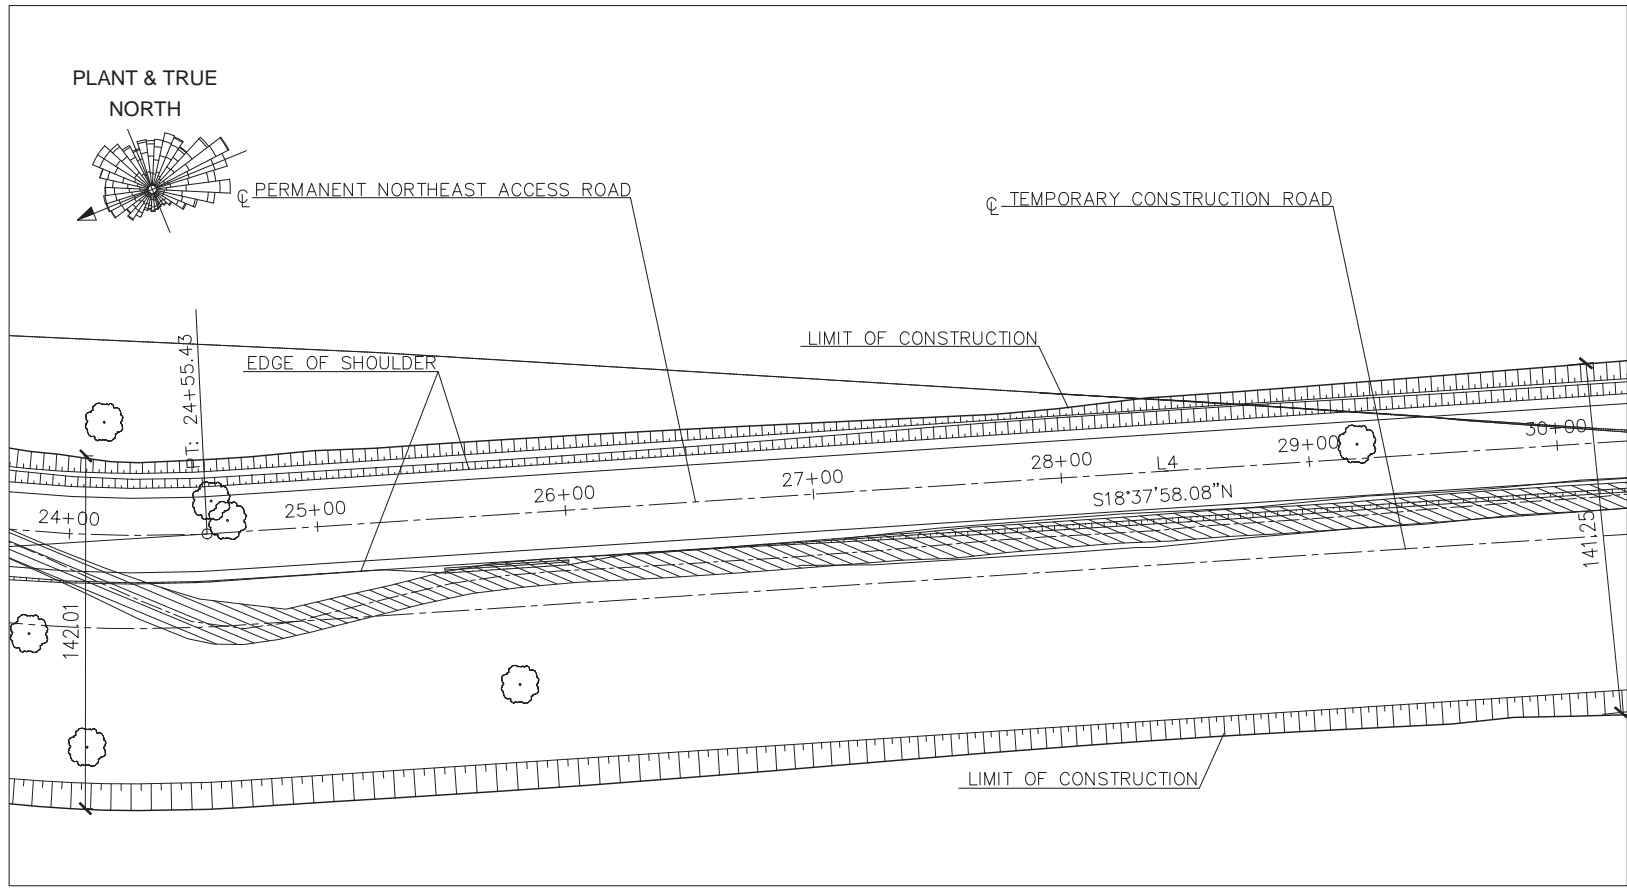 PLANT & TRUE
NORTH
℄ PERMANENT NORTHEAST ACCESS ROAD
℄ TEMPORARY CONSTRUCTION ROAD
LIMIT OF CONSTRUCTION
EDGE OF SHOULDER
PT: 24+55.43
24+00
25+00
26+00
27+00
28+00
L4
29+00
30+00
S18°37'58.08"N
142.01
141.25
LIMIT OF CONSTRUCTION